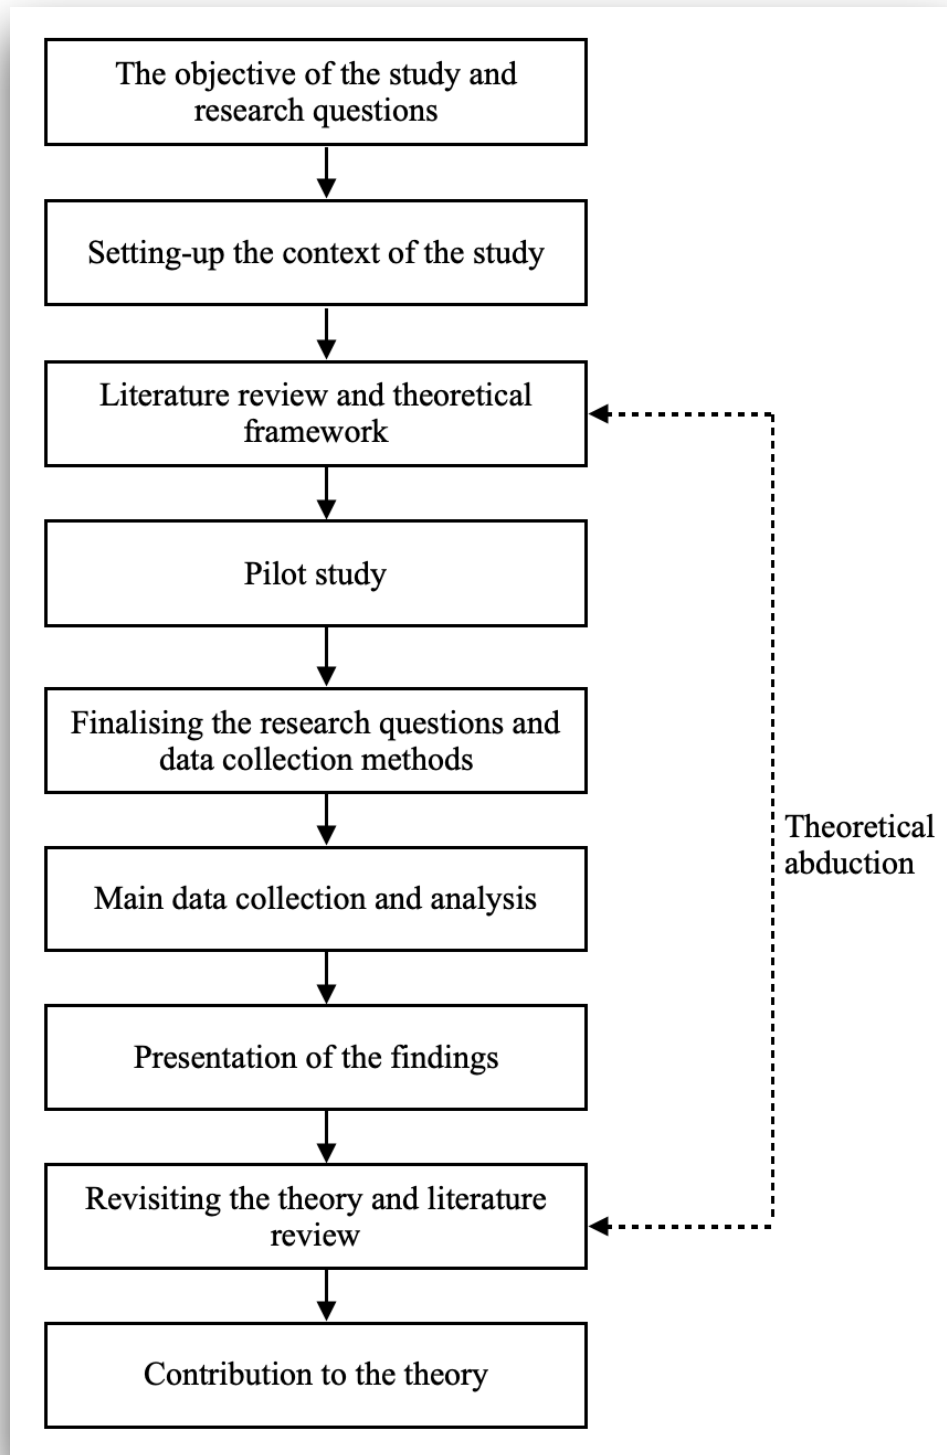 The objective of the study and
research questions
Setting-up the context of the study
Literature review and theoretical
framework
Pilot study
Finalising the research questions and
data collection methods
Main data collection and analysis
Presentation of the findings
Revisiting the theory and literature
review
Contribution to the theory
Theoretical
abduction